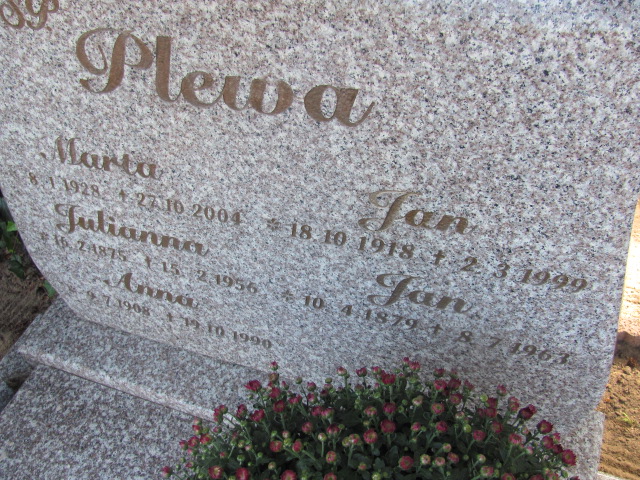 Plewa
Marta
8.1.1928 † 27.10 2004
Jan
* 18.10 1918 † 2.3.1999
Julianna
* 16.2.1875 † 15.2.1956
Jan
* 10.4.1879 † 8.7.1963
Anna
9.7.1908 † 19.10.1990